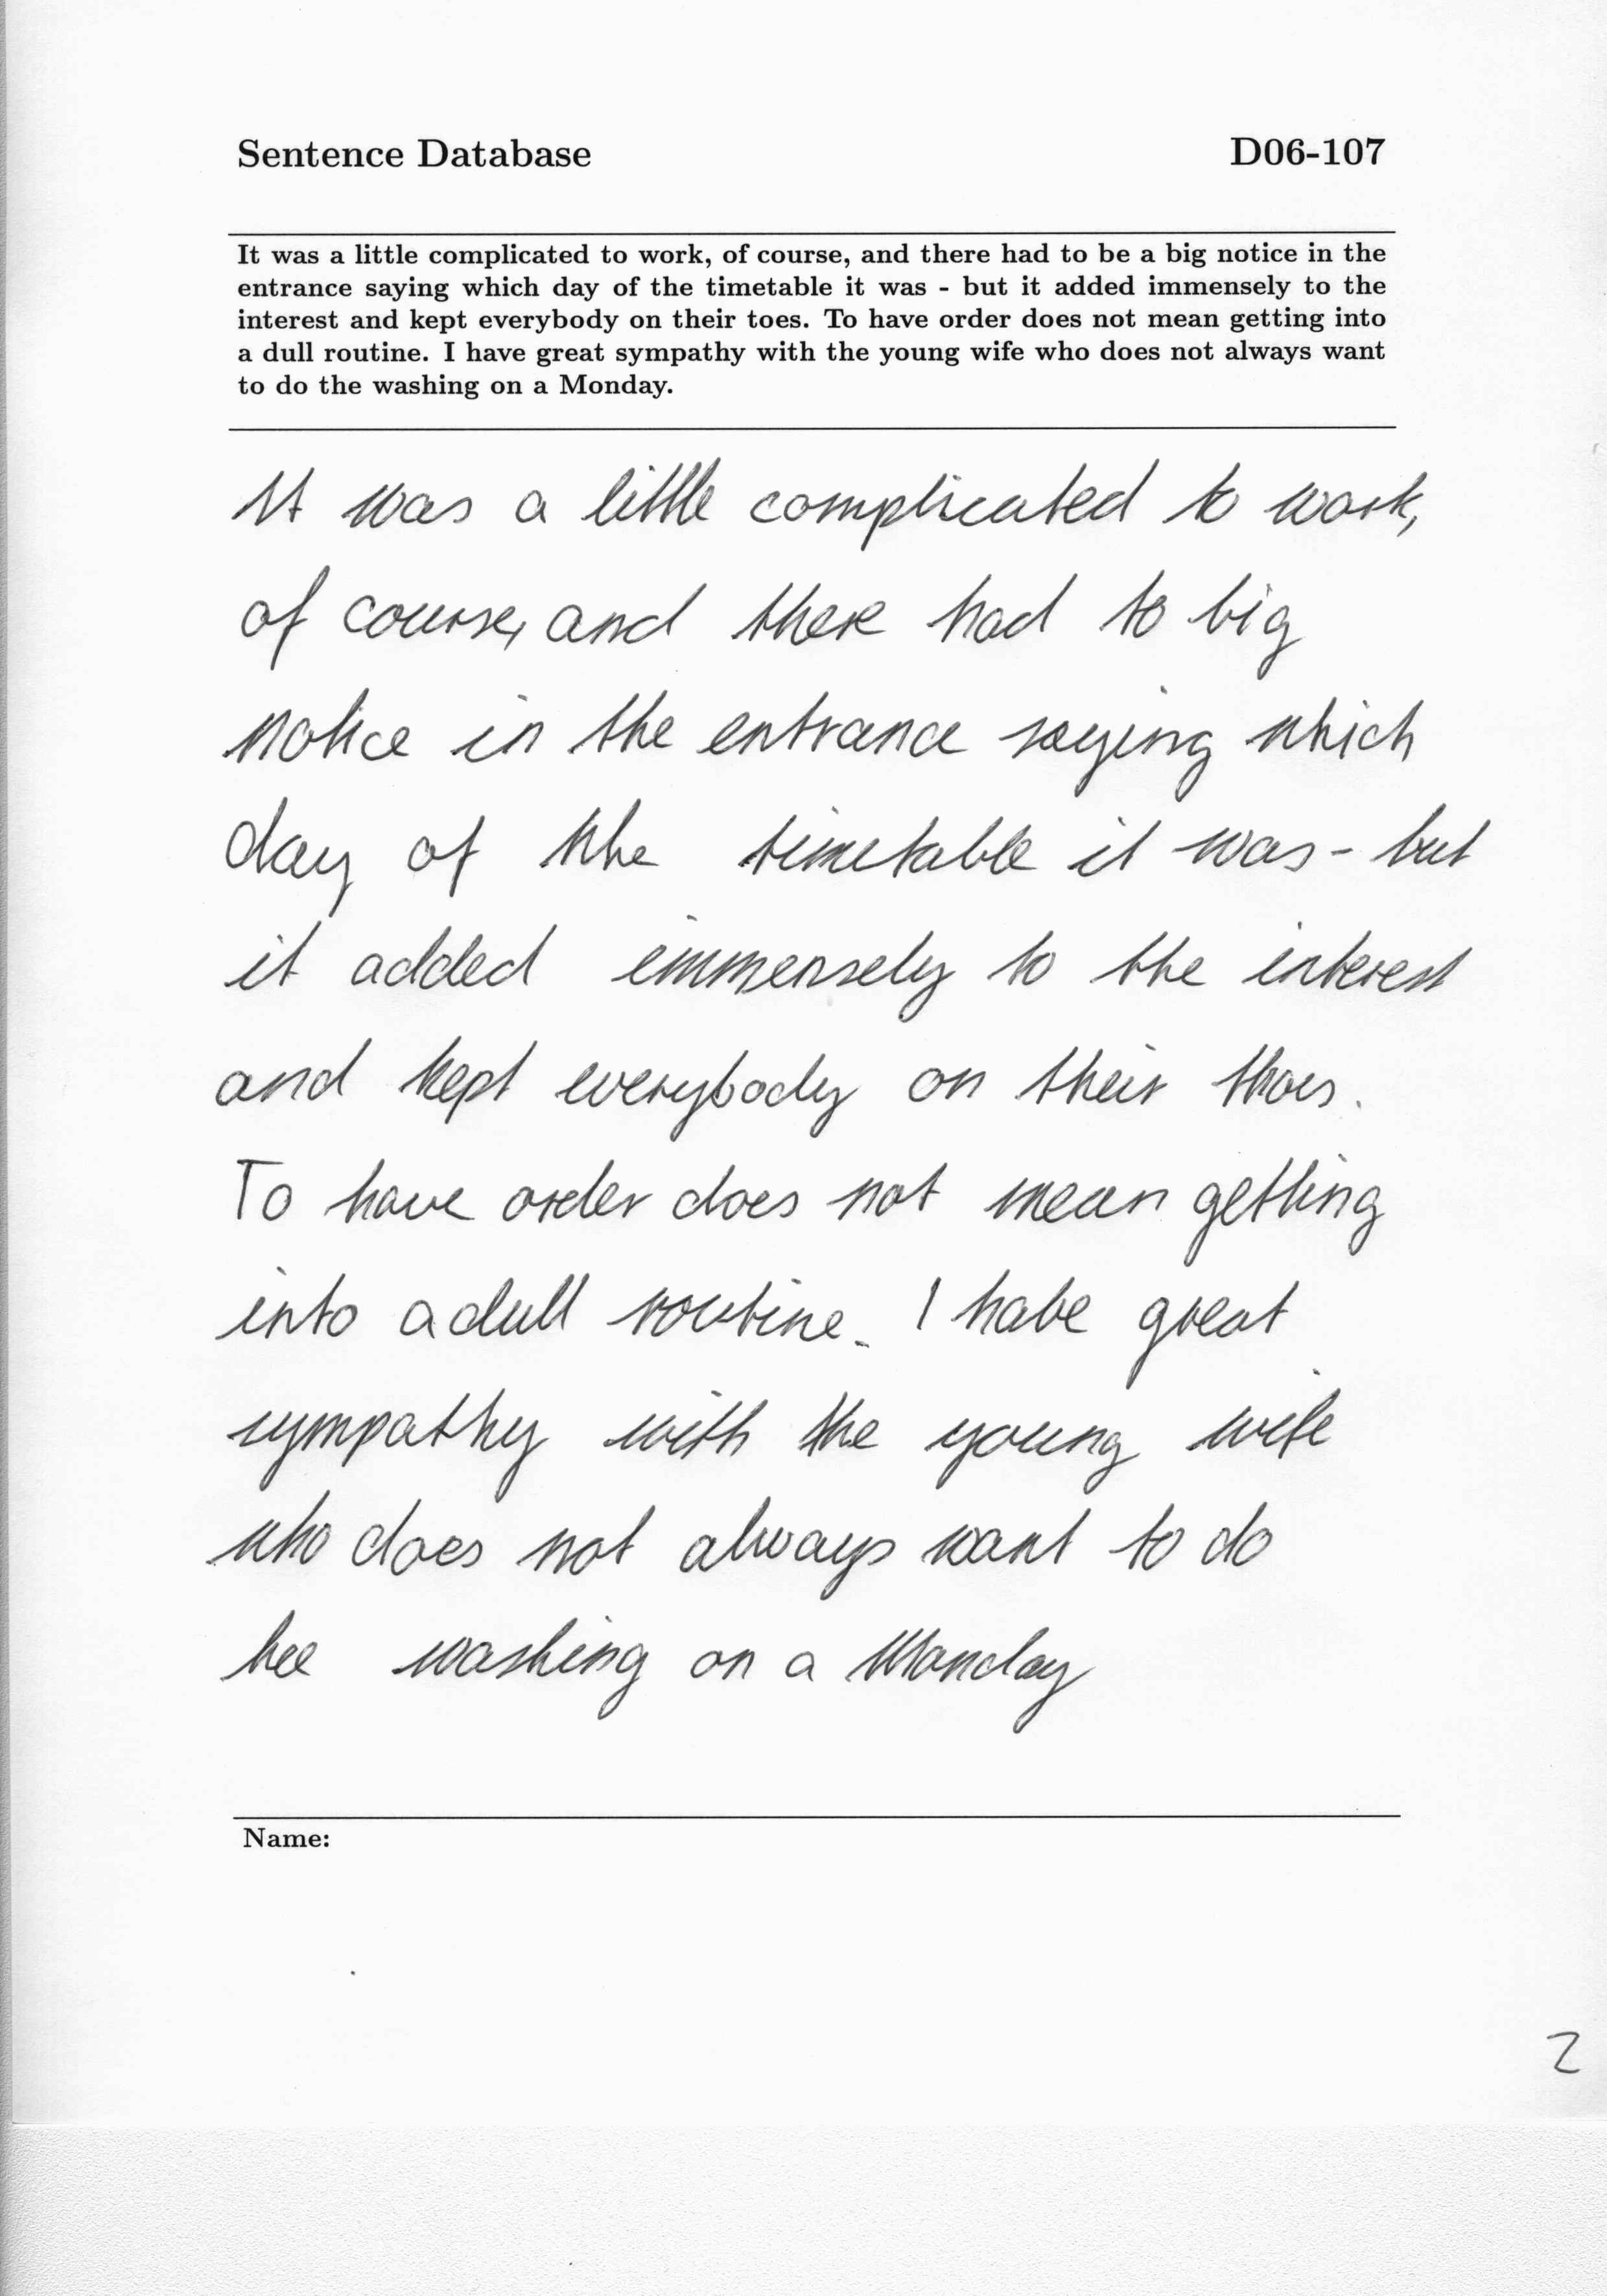 Sentence Database D06-107
It was a little complicated to work, of course, and there had to be a big notice in the
entrance saying which day of the timetable it was - but it added immensely to the
interest and kept everybody on their toes. To have order does not mean getting into
a dull routine. I have great sympathy with the young wife who does not always want
to do the washing on a Monday.
It was a little complicated to work,
of course, and there had to big
notice in the entrance saying which
day of the timetable it was - but
it added immensely to the interest
and kept everybody on their thoes.
To have order does not mean getting
into a dull routine. I habe great
sympathy with the young wife
who does not always want to do
hee washing on a Monday
Name:
2